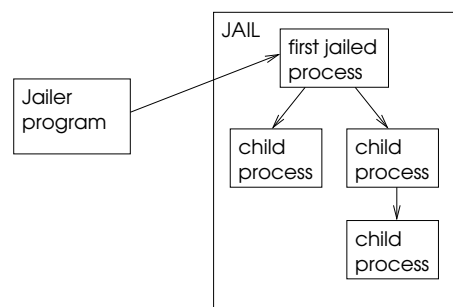 JAIL
first jailed
process
Jailer
program
child
process
child
process
child
process